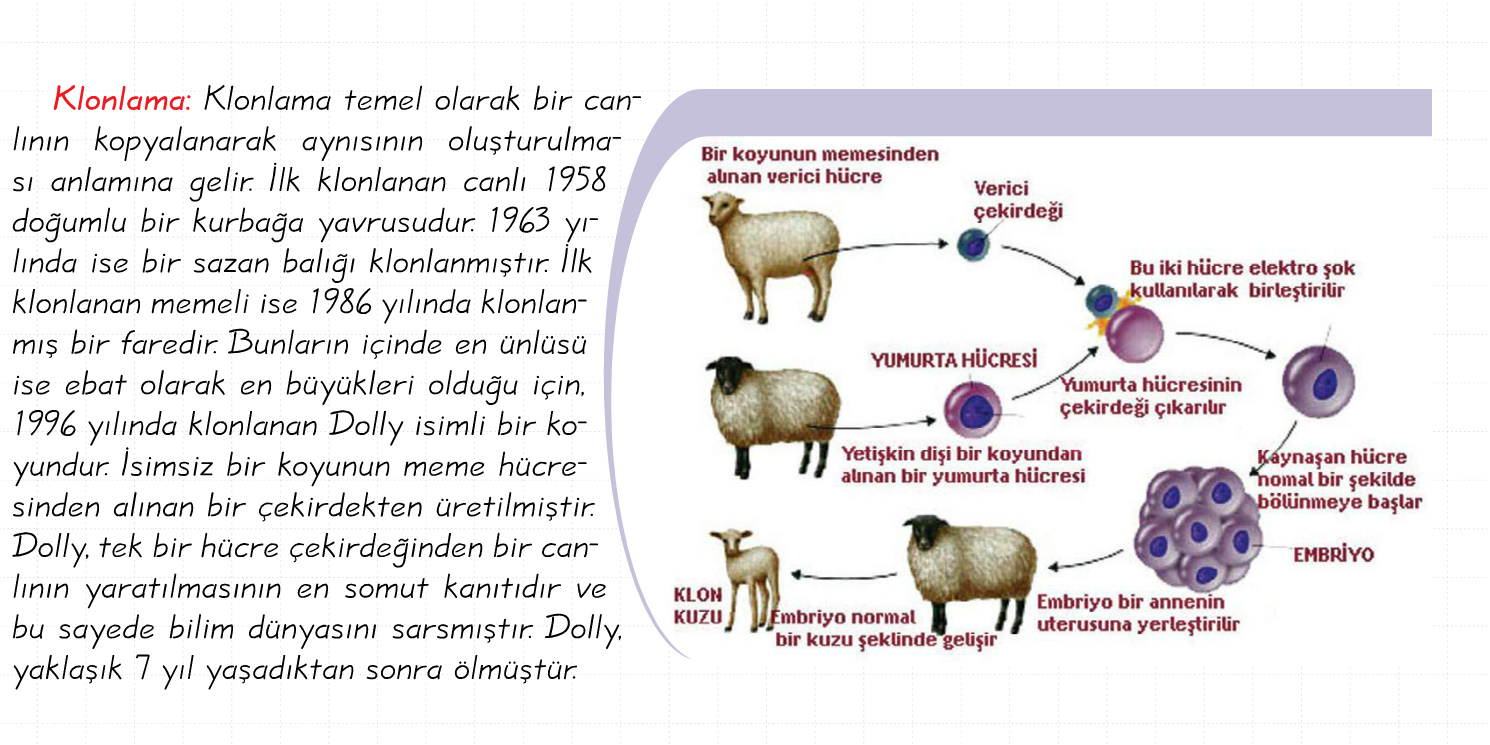 Klonlama: Klonlama temel olarak bir can-
lının kopyalanarak aynısının oluşturulma-
sı anlamına gelir. İlk klonlanan canlı 1958
doğumlu bir kurbağa yavrusudur. 1963 yı-
lında ise bir sazan balığı klonlanmıştır. İlk
klonlanan memeli ise 1986 yılında klonlan-
mış bir faredir. Bunların içinde en ünlüsü
ise ebat olarak en büyükleri olduğu için,
1996 yılında klonlanan Dolly isimli bir ko-
yundur. İsimsiz bir koyunun meme hücre-
sinden alınan bir çekirdekten üretilmiştir.
Dolly, tek bir hücre çekirdeğinden bir can-
lının yaratılmasının en somut kanıtıdır ve
bu sayede bilim dünyasını sarsmıştır. Dolly,
yaklaşık 7 yıl yaşadıktan sonra ölmüştür.
Bir koyunun memesinden
alınan verici hücre
Verici
çekirdeği
Bu iki hücre elektro şok
kullanılarak birleştirilir
YUMURTA HÜCRESİ
Yumurta hücresinin
çekirdeği çıkarılır
Yetişkin dişi bir koyundan
alınan bir yumurta hücresi
Kaynaşan hücre
nomal bir şekilde
bölünmeye başlar
EMBRİYO
Embriyo bir annenin
uterusuna yerleştirilir
KLON
KUZU
Embriyo normal
bir kuzu şeklinde gelişir